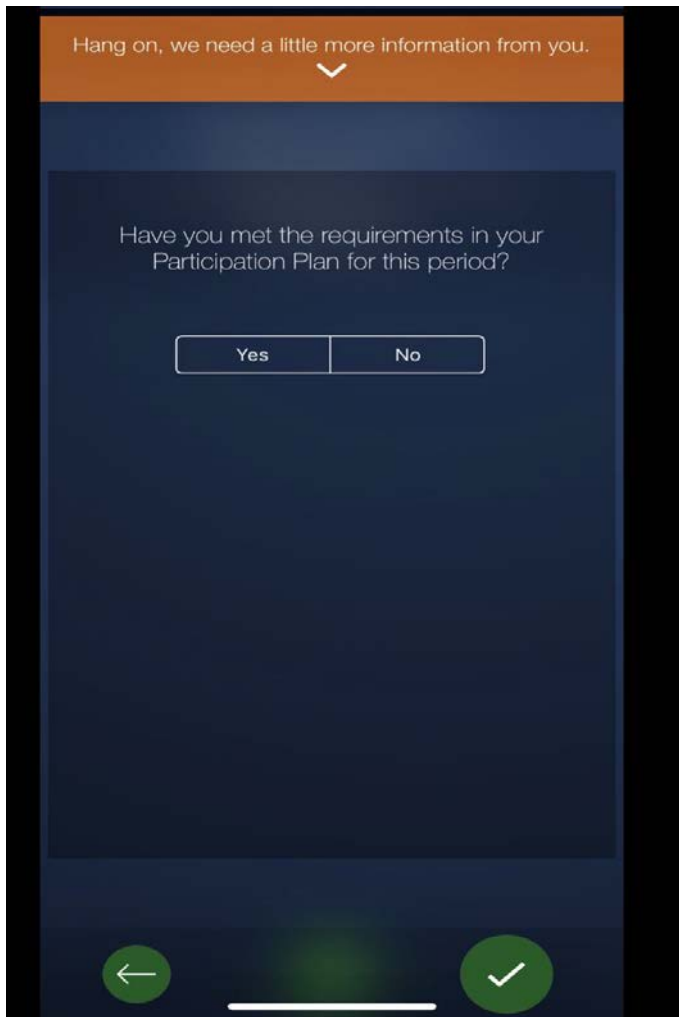 Hang on, we need a little more information from you.
Have you met the requirements in your
Participation Plan for this period?
Yes No